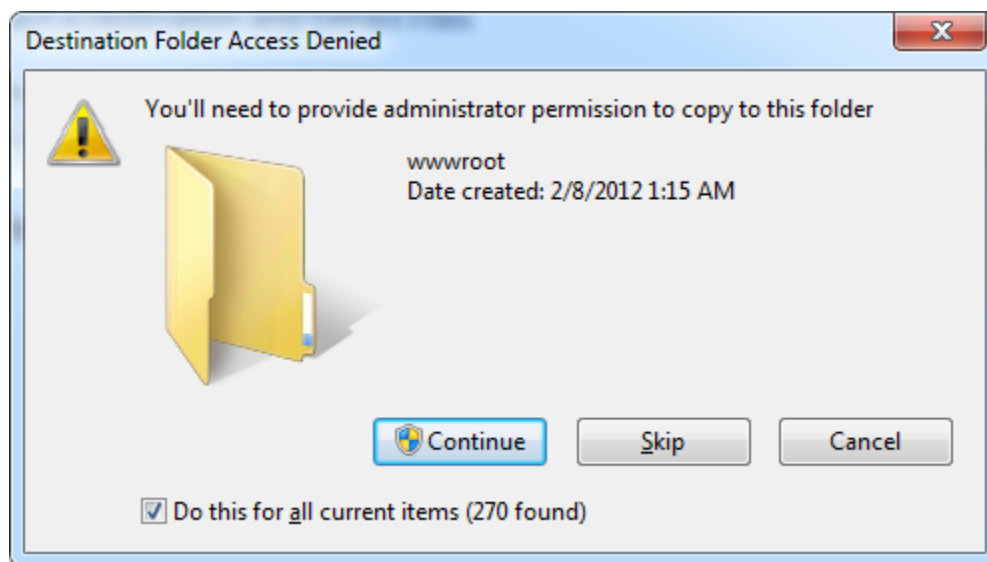 Destination Folder Access Denied
You'll need to provide administrator permission to copy to this folder
wwwroot
Date created: 2/8/2012 1:15 AM
Continue
Skip
Cancel
Do this for all current items (270 found)